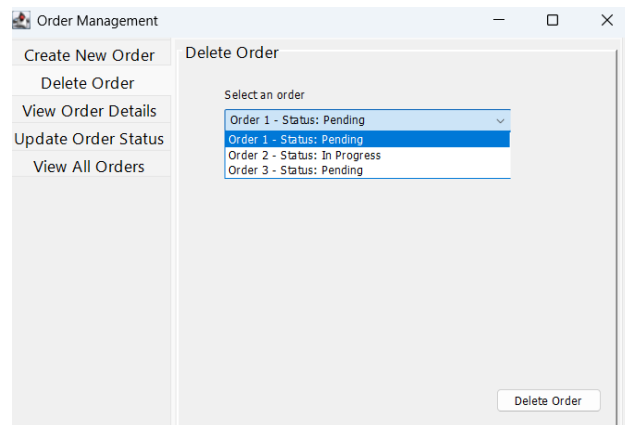 Order Management
Create New Order
Delete Order
View Order Details
Update Order Status
View All Orders
Delete Order
Select an order
Order 1 - Status: Pending
Order 1 - Status: Pending
Order 2 - Status: In Progress
Order 3 - Status: Pending
Delete Order